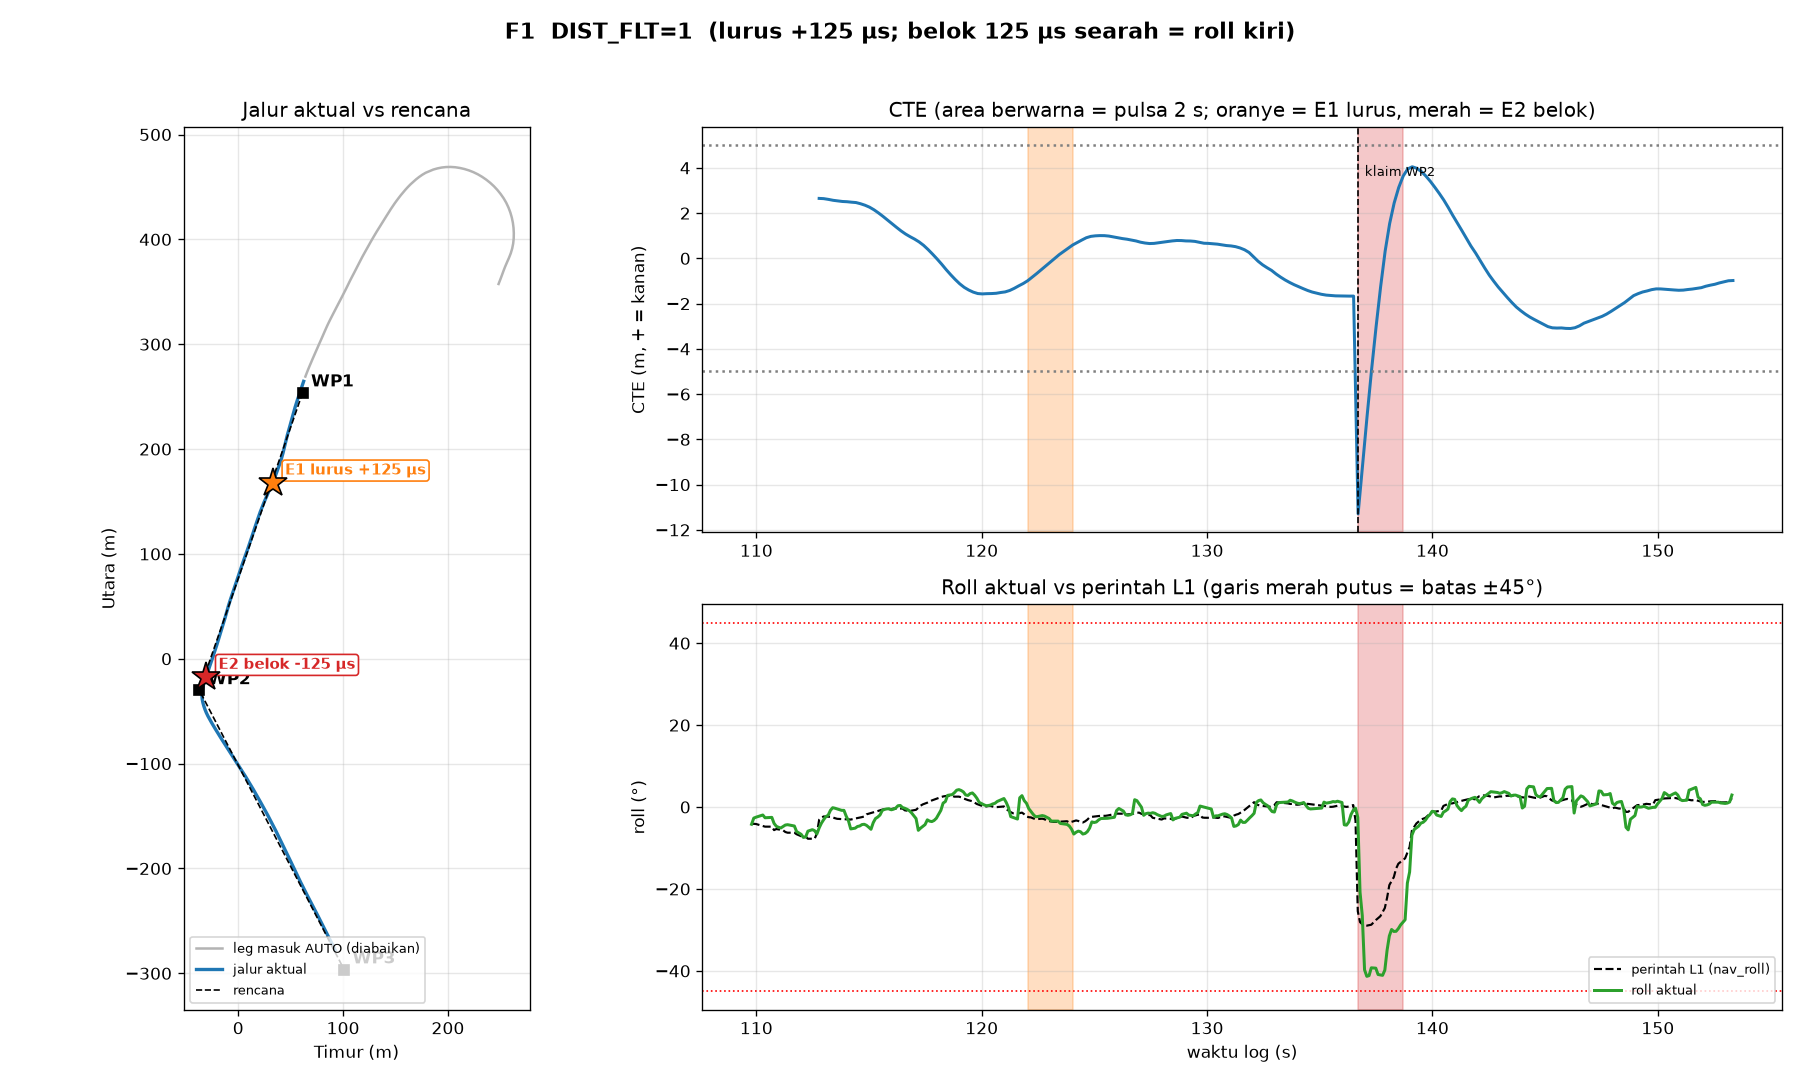 F1  DIST_FLT=1  (lurus +125 µs; belok 125 µs searah = roll kiri)
Jalur aktual vs rencana
500
400
300
200
100
0
−100
−200
−300
Utara (m)
0
100
200
Timur (m)
WP1
E1 lurus +125 µs
E2 belok -125 µs
WP2
WP3
leg masuk AUTO (diabaikan)
jalur aktual
rencana
CTE (area berwarna = pulsa 2 s; oranye = E1 lurus, merah = E2 belok)
4
2
0
−2
−4
−6
−8
−10
−12
CTE (m, + = kanan)
klaim WP2
110
120
130
140
150
Roll aktual vs perintah L1 (garis merah putus = batas ±45°)
40
20
0
−20
−40
roll (°)
perintah L1 (nav_roll)
roll aktual
110
120
130
140
150
waktu log (s)